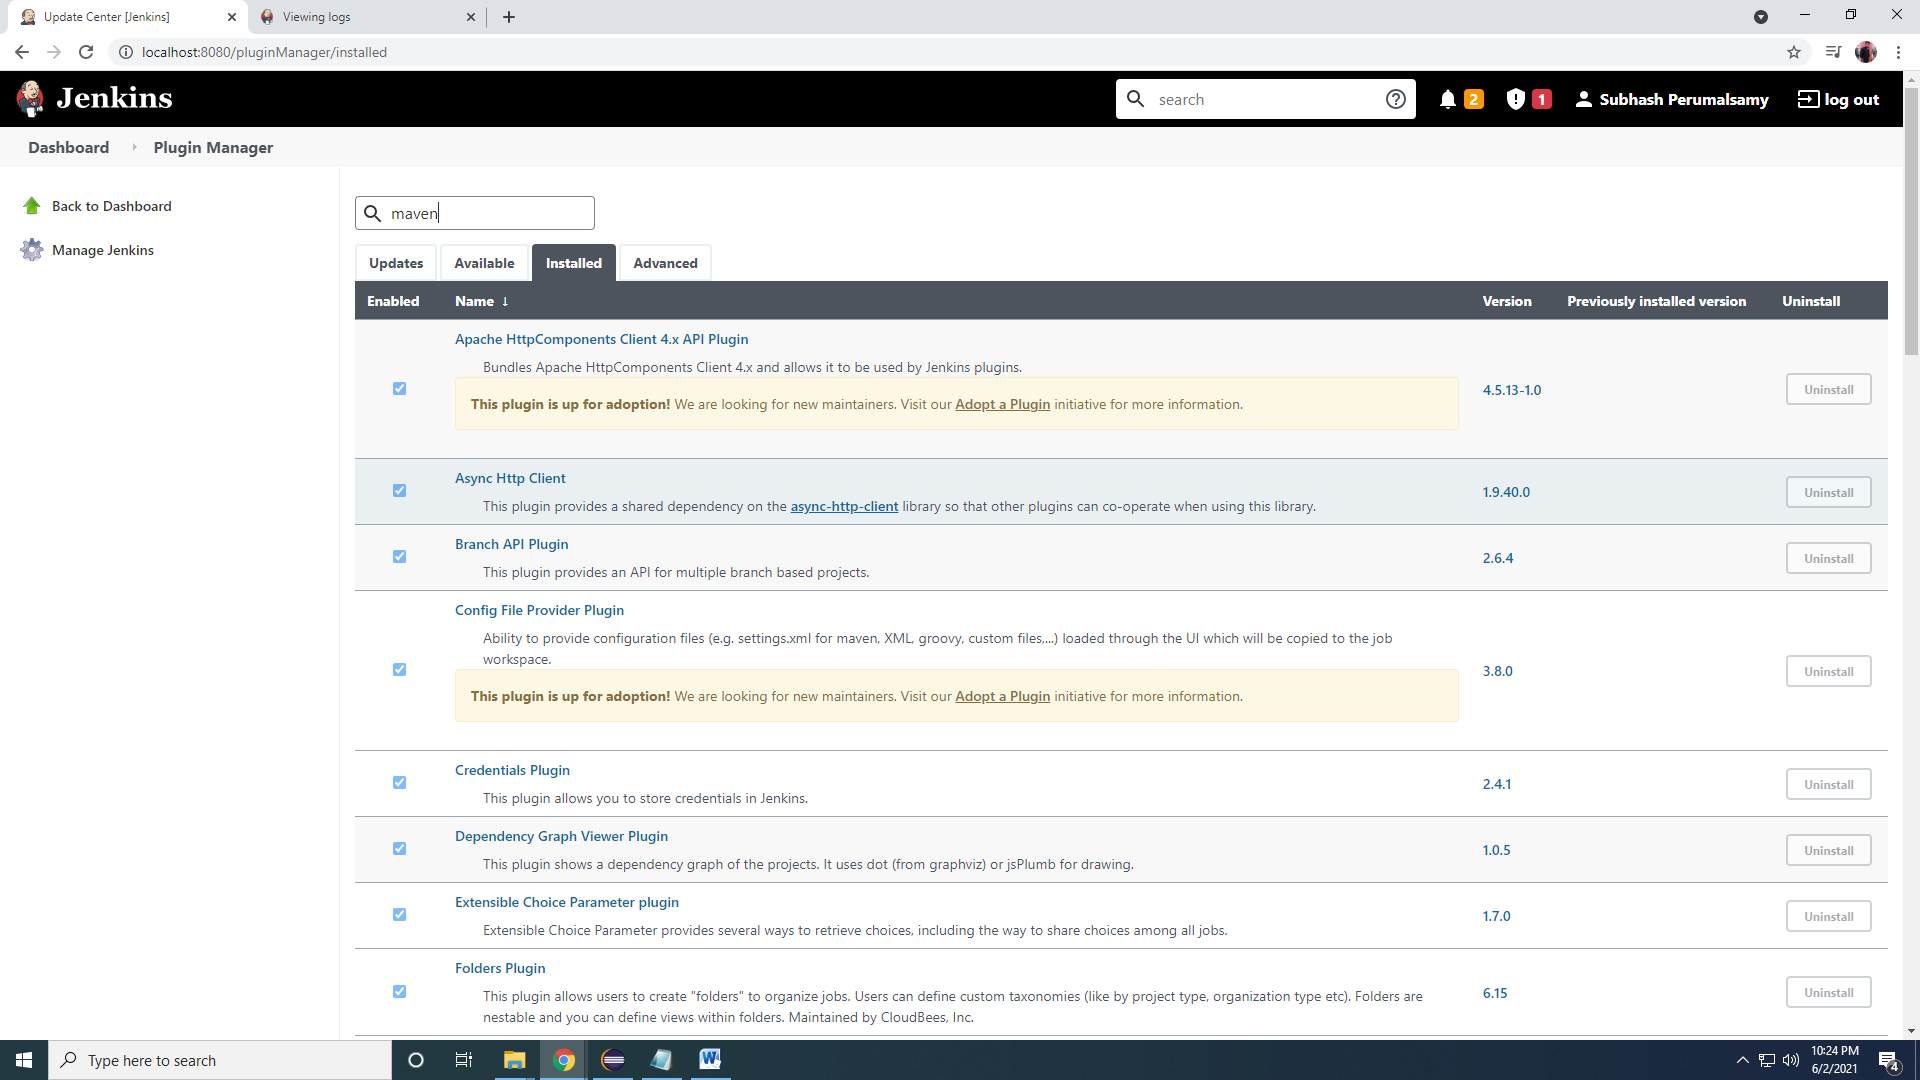 Update Center [Jenkins]
Viewing logs
localhost:8080/pluginManager/installed
Jenkins
search
2
1
Subhash Perumalsamy
log out
Dashboard
Plugin Manager
Back to Dashboard
Manage Jenkins
maven
Updates
Available
Installed
Advanced
Enabled
Name ↓
Version
Previously installed version
Uninstall
Apache HttpComponents Client 4.x API Plugin
Bundles Apache HttpComponents Client 4.x and allows it to be used by Jenkins plugins.
This plugin is up for adoption! We are looking for new maintainers. Visit our Adopt a Plugin initiative for more information.
4.5.13-1.0
Uninstall
Async Http Client
This plugin provides a shared dependency on the async-http-client library so that other plugins can co-operate when using this library.
1.9.40.0
Uninstall
Branch API Plugin
This plugin provides an API for multiple branch based projects.
2.6.4
Uninstall
Config File Provider Plugin
Ability to provide configuration files (e.g. settings.xml for maven, XML, groovy, custom files,...) loaded through the UI which will be copied to the job
workspace.
This plugin is up for adoption! We are looking for new maintainers. Visit our Adopt a Plugin initiative for more information.
3.8.0
Uninstall
Credentials Plugin
This plugin allows you to store credentials in Jenkins.
2.4.1
Uninstall
Dependency Graph Viewer Plugin
This plugin shows a dependency graph of the projects. It uses dot (from graphviz) or jsPlumb for drawing.
1.0.5
Uninstall
Extensible Choice Parameter plugin
Extensible Choice Parameter provides several ways to retrieve choices, including the way to share choices among all jobs.
1.7.0
Uninstall
Folders Plugin
This plugin allows users to create "folders" to organize jobs. Users can define custom taxonomies (like by project type, organization type etc). Folders are
nestable and you can define views within folders. Maintained by CloudBees, Inc.
6.15
Uninstall
Type here to search
10:24 PM
6/2/2021
4